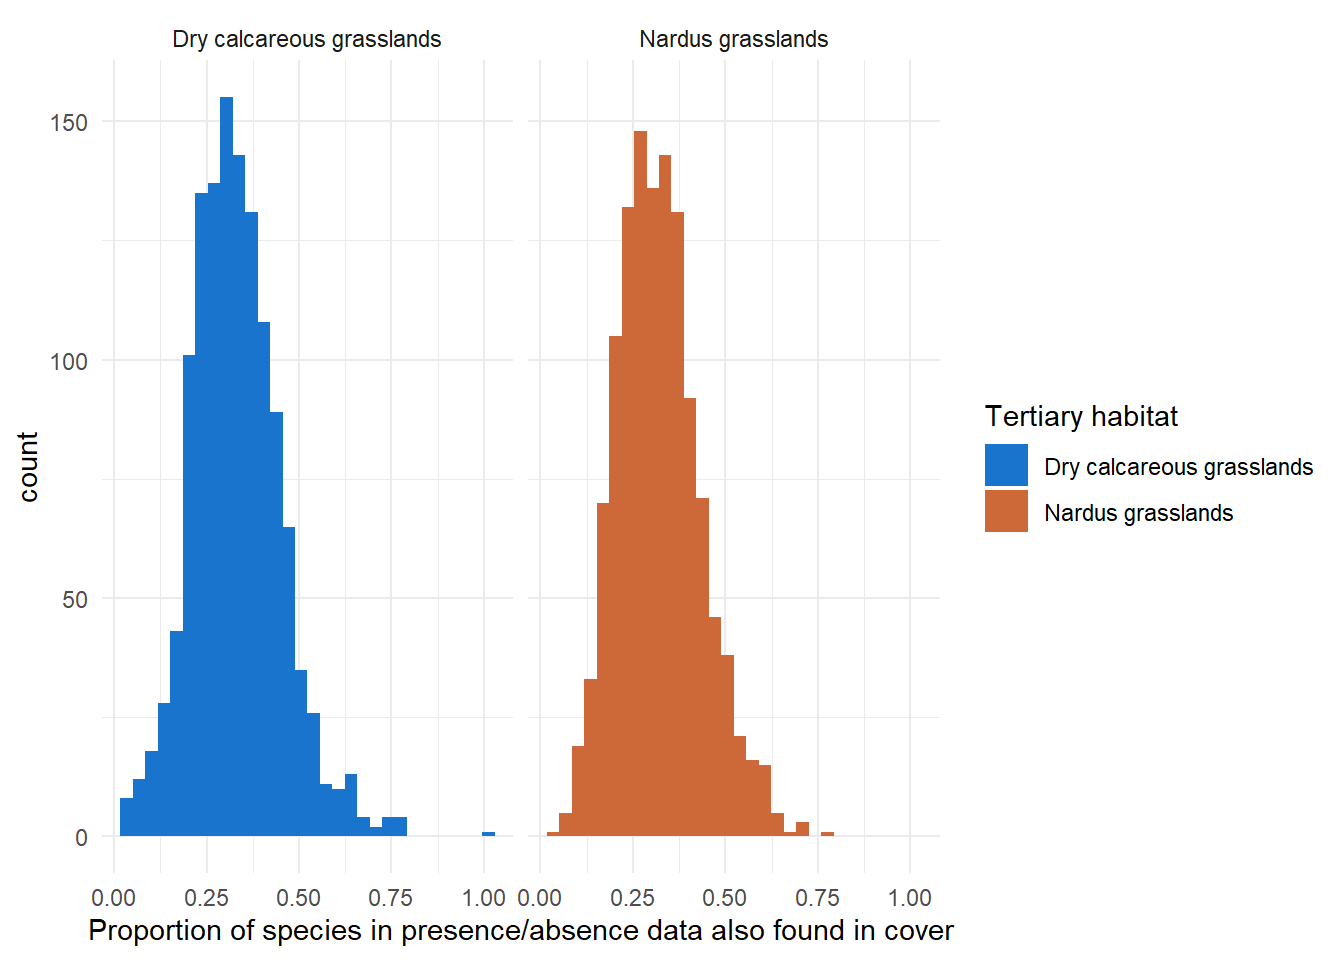 Dry calcareous grasslands
Nardus grasslands
150
100
50
0
count
0.00 0.25 0.50 0.75 1.00 0.00 0.25 0.50 0.75 1.00
Proportion of species in presence/absence data also found in cover
Tertiary habitat
Dry calcareous grasslands
Nardus grasslands